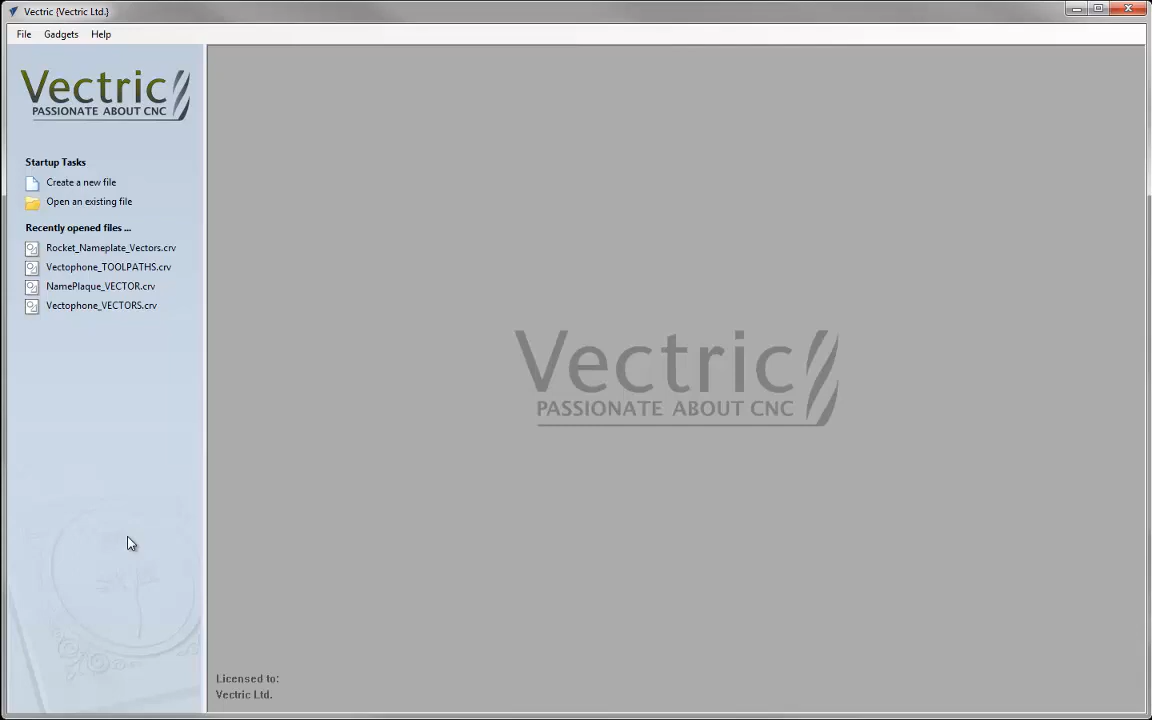 Vectric {Vectric Ltd.}
File Gadgets Help
Vectric
PASSIONATE ABOUT CNC
Startup Tasks
Create a new file
Open an existing file
Recently opened files ...
Rocket_Nameplate_Vectors.crv
Vectophone_TOOLPATHS.crv
NamePlaque_VECTOR.crv
Vectophone_VECTORS.crv
Vectric
PASSIONATE ABOUT CNC
Licensed to:
Vectric Ltd.